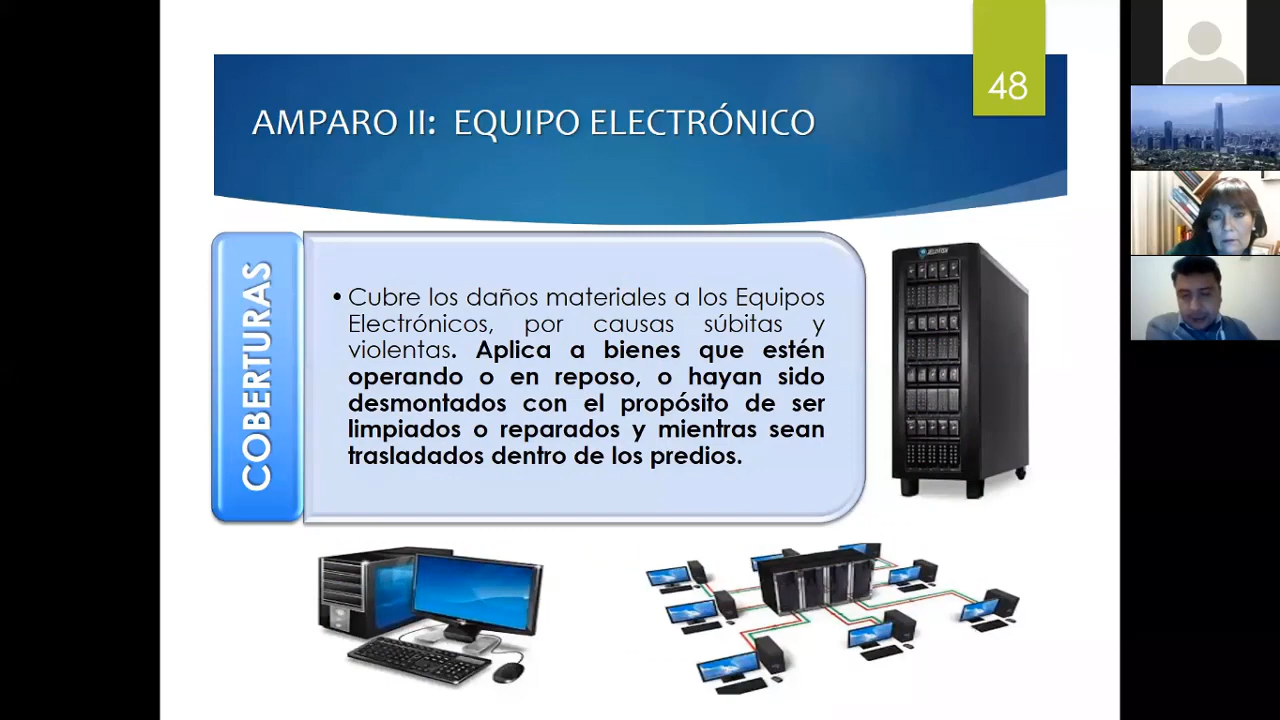 48
AMPARO II: EQUIPO ELECTRÓNICO
COBERTURAS
• Cubre los daños materiales a los Equipos
Electrónicos, por causas súbitas y
violentas. Aplica a bienes que estén
operando o en reposo, o hayan sido
desmontados con el propósito de ser
limpiados o reparados y mientras sean
trasladados dentro de los predios.